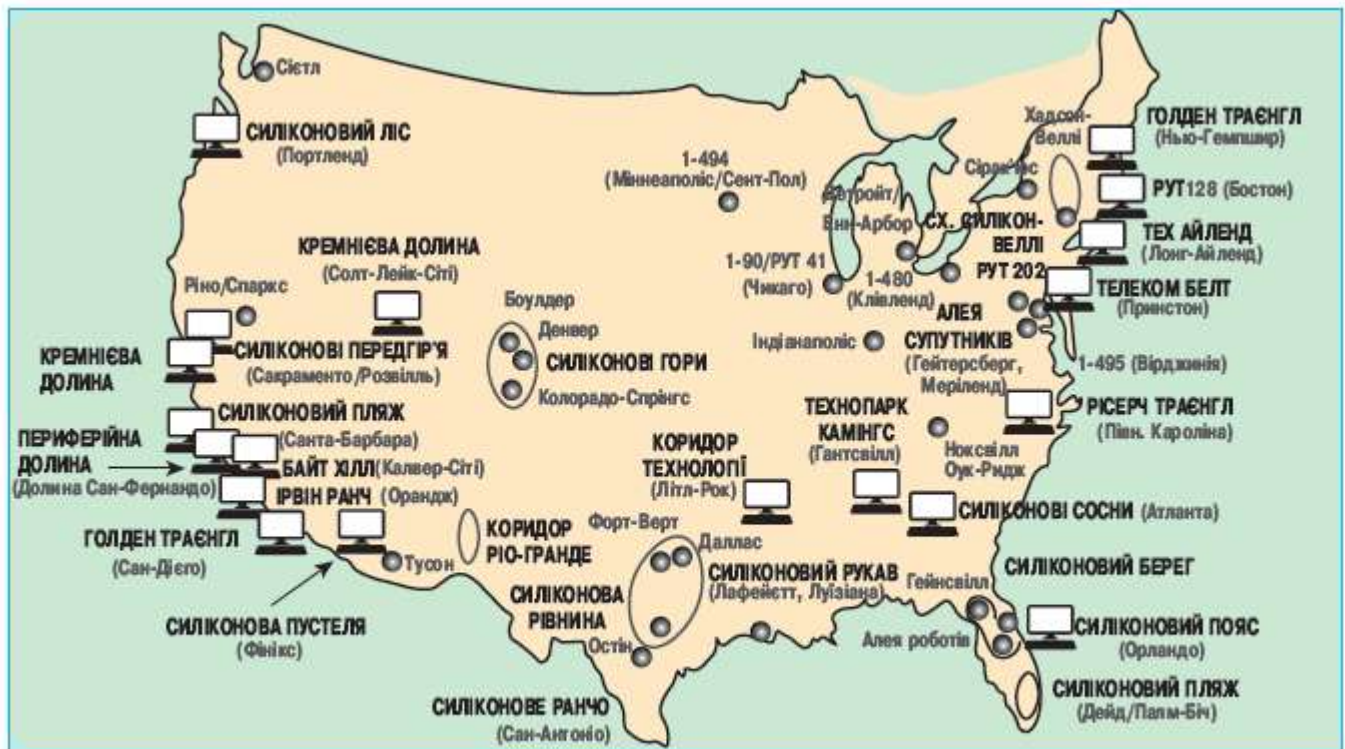 Сієтл
СИЛІКОНОВИЙ ЛІС
(Портленд)
1-494
(Міннеаполіс/Сент-Пол)
Хадсон-
Веллі
ГОЛДЕН ТРАЄНГЛ
(Нью-Гемпшир)
Сірак'юс
РУТ128 (Бостон)
Детройт/
Енн-Арбор
СХ. СИЛІКОН-
ВЕЛЛІ
ТЕХ АЙЛЕНД
(Лонг-Айленд)
КРЕМНІЄВА ДОЛИНА
(Солт-Лейк-Сіті)
1-90/РУТ 41
(Чикаго)
1-480
(Клівленд)
РУТ 202
ТЕЛЕКОМ БЕЛТ
(Принстон)
Ріно/Спаркс
Боулдер
Денвер
СИЛІКОНОВІ ГОРИ
Колорадо-Спрінгс
Індіанаполіс
АЛЕЯ
СУПУТНИКІВ
(Гейтерсберг,
Меріленд)
1-495 (Вірджинія)
КРЕМНІЄВА
ДОЛИНА
СИЛІКОНОВІ ПЕРЕДГІР'Я
(Сакраменто/Розвілль)
СИЛІКОНОВИЙ ПЛЯЖ
(Санта-Барбара)
ПЕРИФЕРІЙНА
ДОЛИНА
(Долина Сан-Фернандо)
БАЙТ ХІЛЛ(Калвер-Сіті)
ІРВІН РАНЧ (Орандж)
КОРИДОР
ТЕХНОЛОГІЇ
(Літл-Рок)
ТЕХНОПАРК
КАМІНГС
(Гантсвілл)
Ноксвілл
Оук-Ридж
РІСЕРЧ ТРАЄНГЛ
(Півн. Кароліна)
СИЛІКОНОВІ СОСНИ (Атланта)
ГОЛДЕН ТРАЄНГЛ
(Сан-Дієго)
Тусон
КОРИДОР
РІО-ГРАНДЕ
Форт-Верт
Даллас
СИЛІКОНОВИЙ РУКАВ
(Лафейєтт, Луїзіана)
Гейнсвілл
СИЛІКОНОВИЙ БЕРЕГ
СИЛІКОНОВА ПУСТЕЛЯ
(Фінікс)
СИЛІКОНОВА
РІВНИНА
Остін
Алея роботів
СИЛІКОНОВИЙ ПОЯС
(Орландо)
СИЛІКОНОВЕ РАНЧО
(Сан-Антоніо)
СИЛІКОНОВИЙ ПЛЯЖ
(Дейд/Палм-Біч)